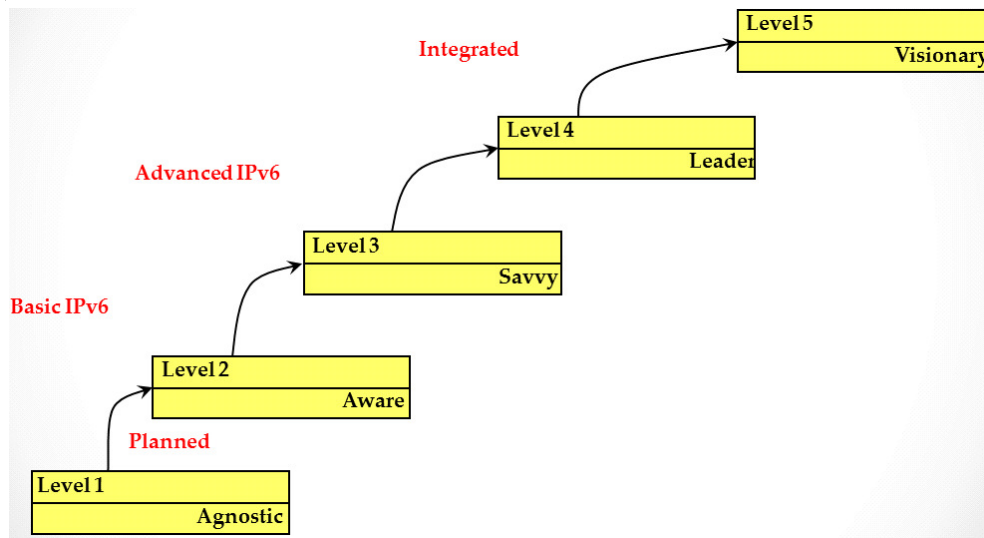 Level 5
Integrated
Visionary
Level 4
Leader
Advanced IPv6
Level 3
Savvy
Basic IPv6
Level 2
Aware
Planned
Level 1
Agnostic